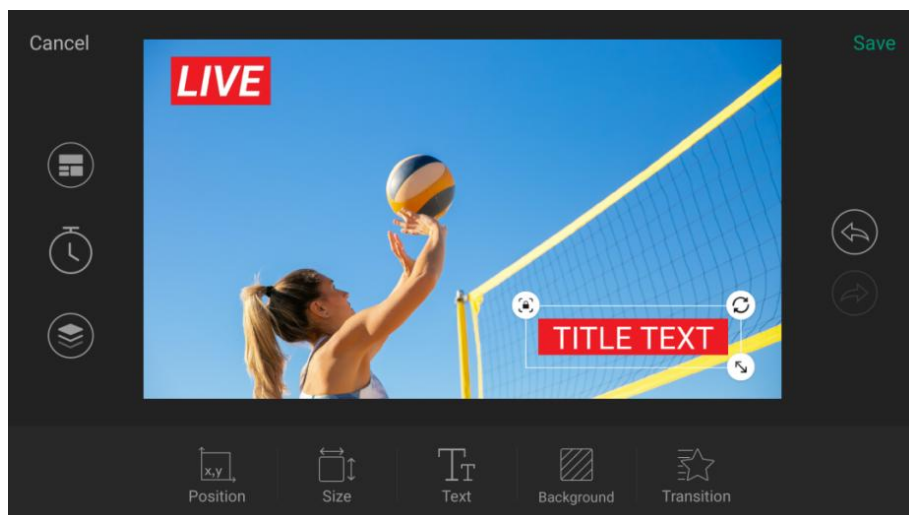 Cancel
Save
LIVE
TITLE TEXT
x,y
Position
Size
Text
Background
Transition